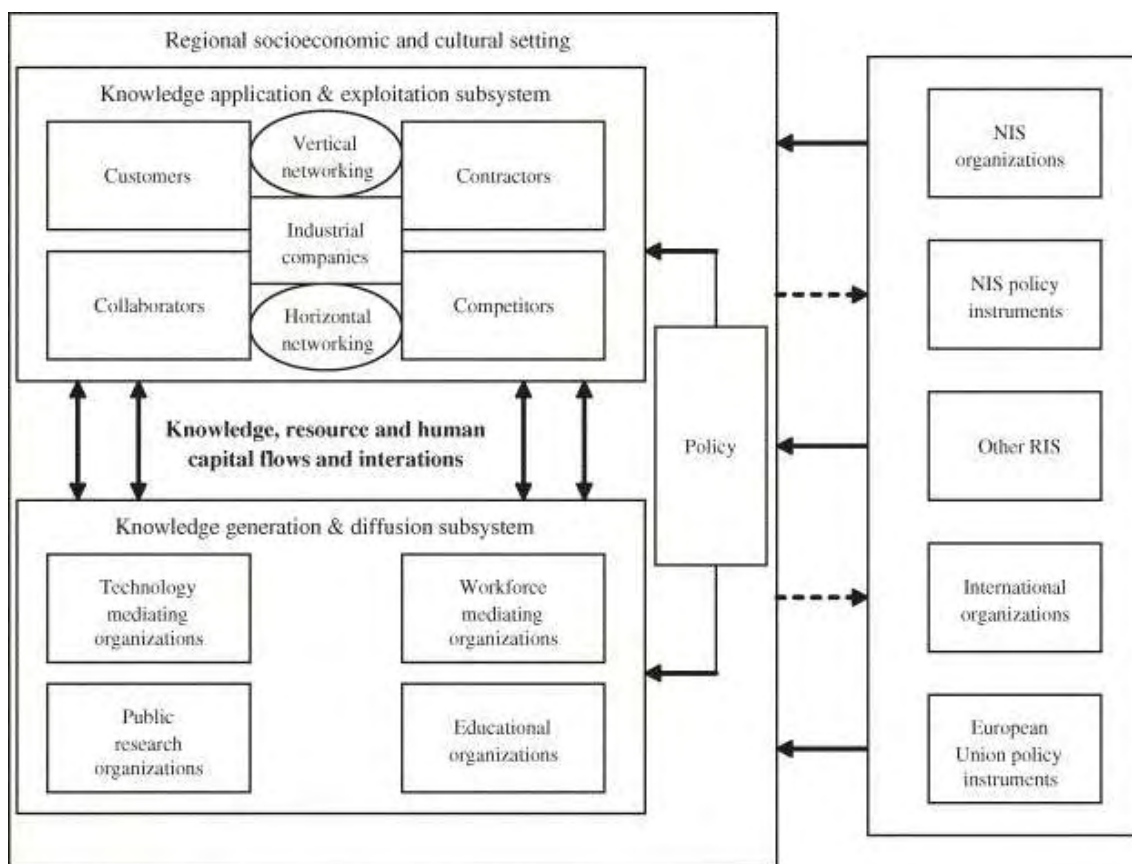 Regional socioeconomic and cultural setting
Knowledge application & exploitation subsystem
Customers
Vertical
networking
Contractors
Industrial
companies
Collaborators
Horizontal
networking
Competitors
Knowledge, resource and human
capital flows and interations
Knowledge generation & diffusion subsystem
Technology
mediating
organizations
Workforce
mediating
organizations
Public
research
organizations
Educational
organizations
Policy
NIS
organizations
NIS policy
instruments
Other RIS
International
organizations
European
Union policy
instruments